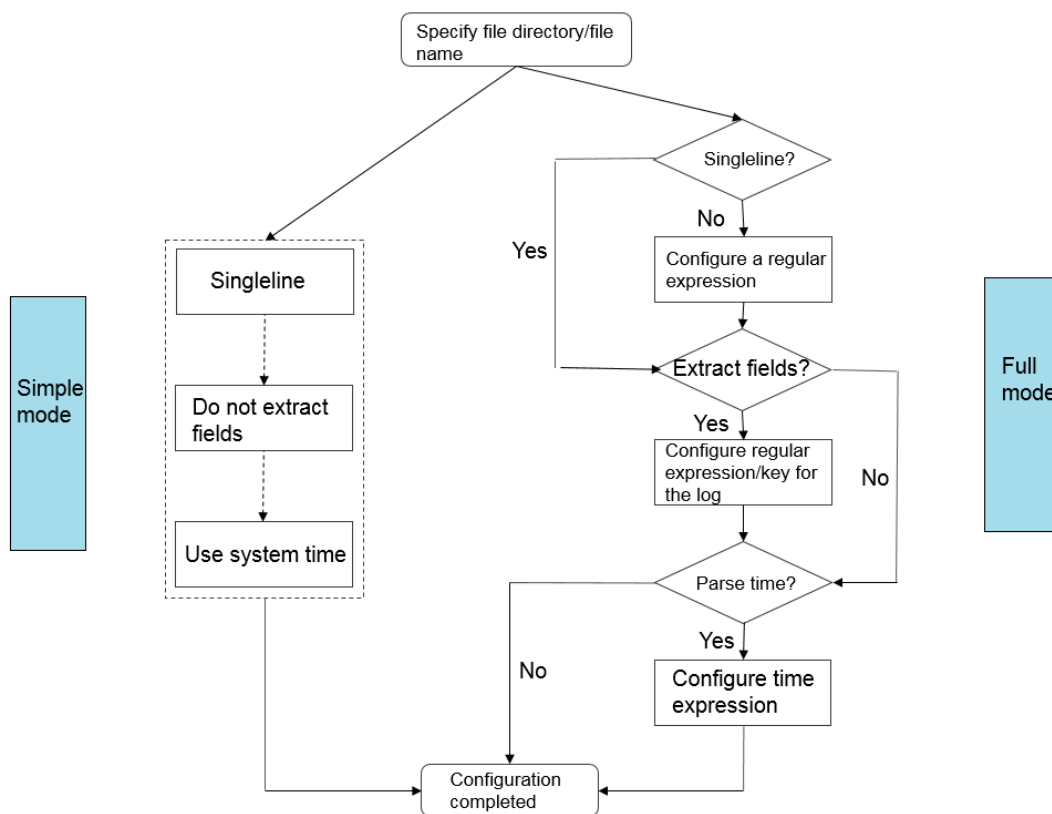 Specify file directory/file
name
Singleline?
No
Yes
Singleline
Configure a regular
expression
Simple
mode
Full
mode
Extract fields?
Do not extract
fields
Yes
Configure regular
expression/key for
the log
No
Use system time
Parse time?
Yes
No
Configure time
expression
Configuration
completed